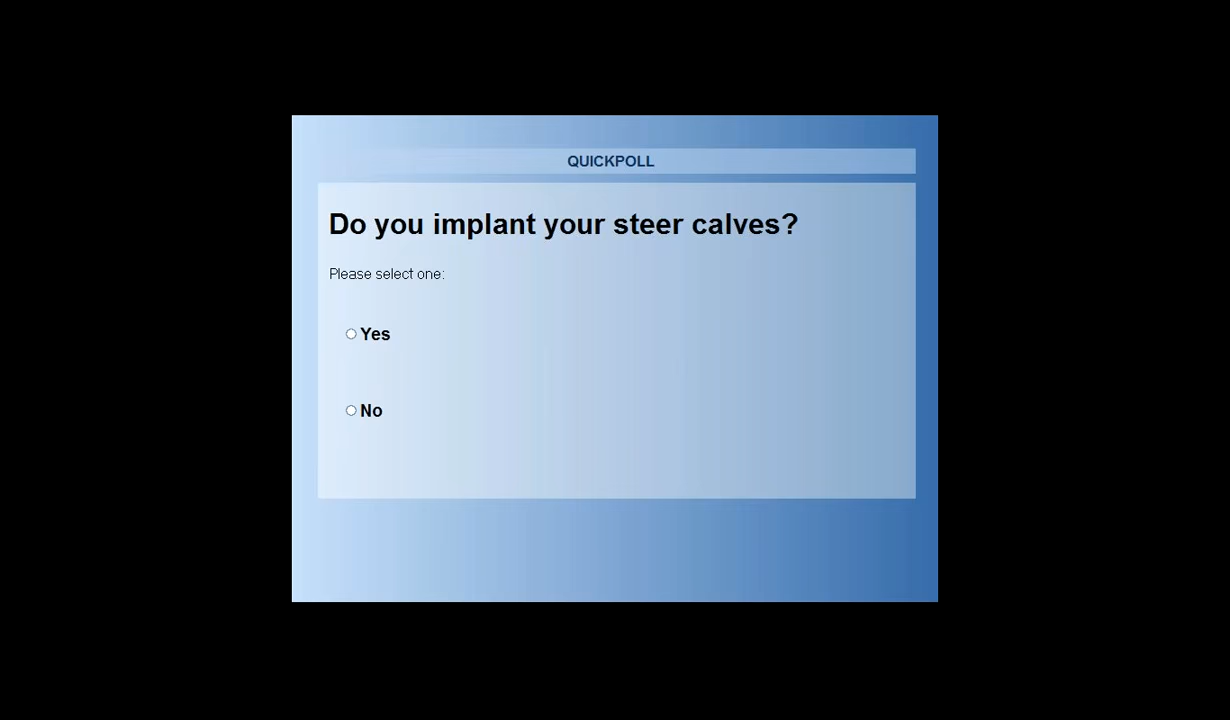 QUICKPOLL
Do you implant your steer calves?
Please select one:
Yes
No